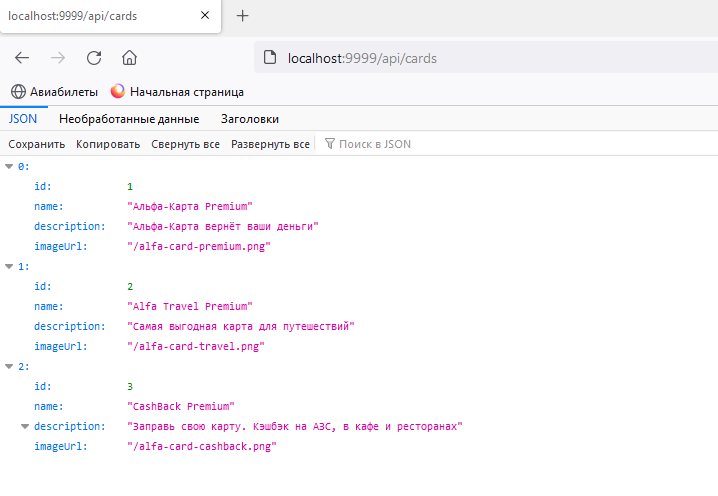 localhost:9999/api/cards
localhost:9999/api/cards
Авиабилеты Начальная страница
JSON Необработанные данные Заголовки
Сохранить Копировать Свернуть все Развернуть все Поиск в JSON
0:
id: 1
name: "Альфа-Карта Premium"
description: "Альфа-Карта вернёт ваши деньги"
imageUrl: "/alfa-card-premium.png"
1:
id: 2
name: "Alfa Travel Premium"
description: "Самая выгодная карта для путешествий"
imageUrl: "/alfa-card-travel.png"
2:
id: 3
name: "CashBack Premium"
description: "Заправь свою карту. Кэшбэк на АЗС, в кафе и ресторанах"
imageUrl: "/alfa-card-cashback.png"